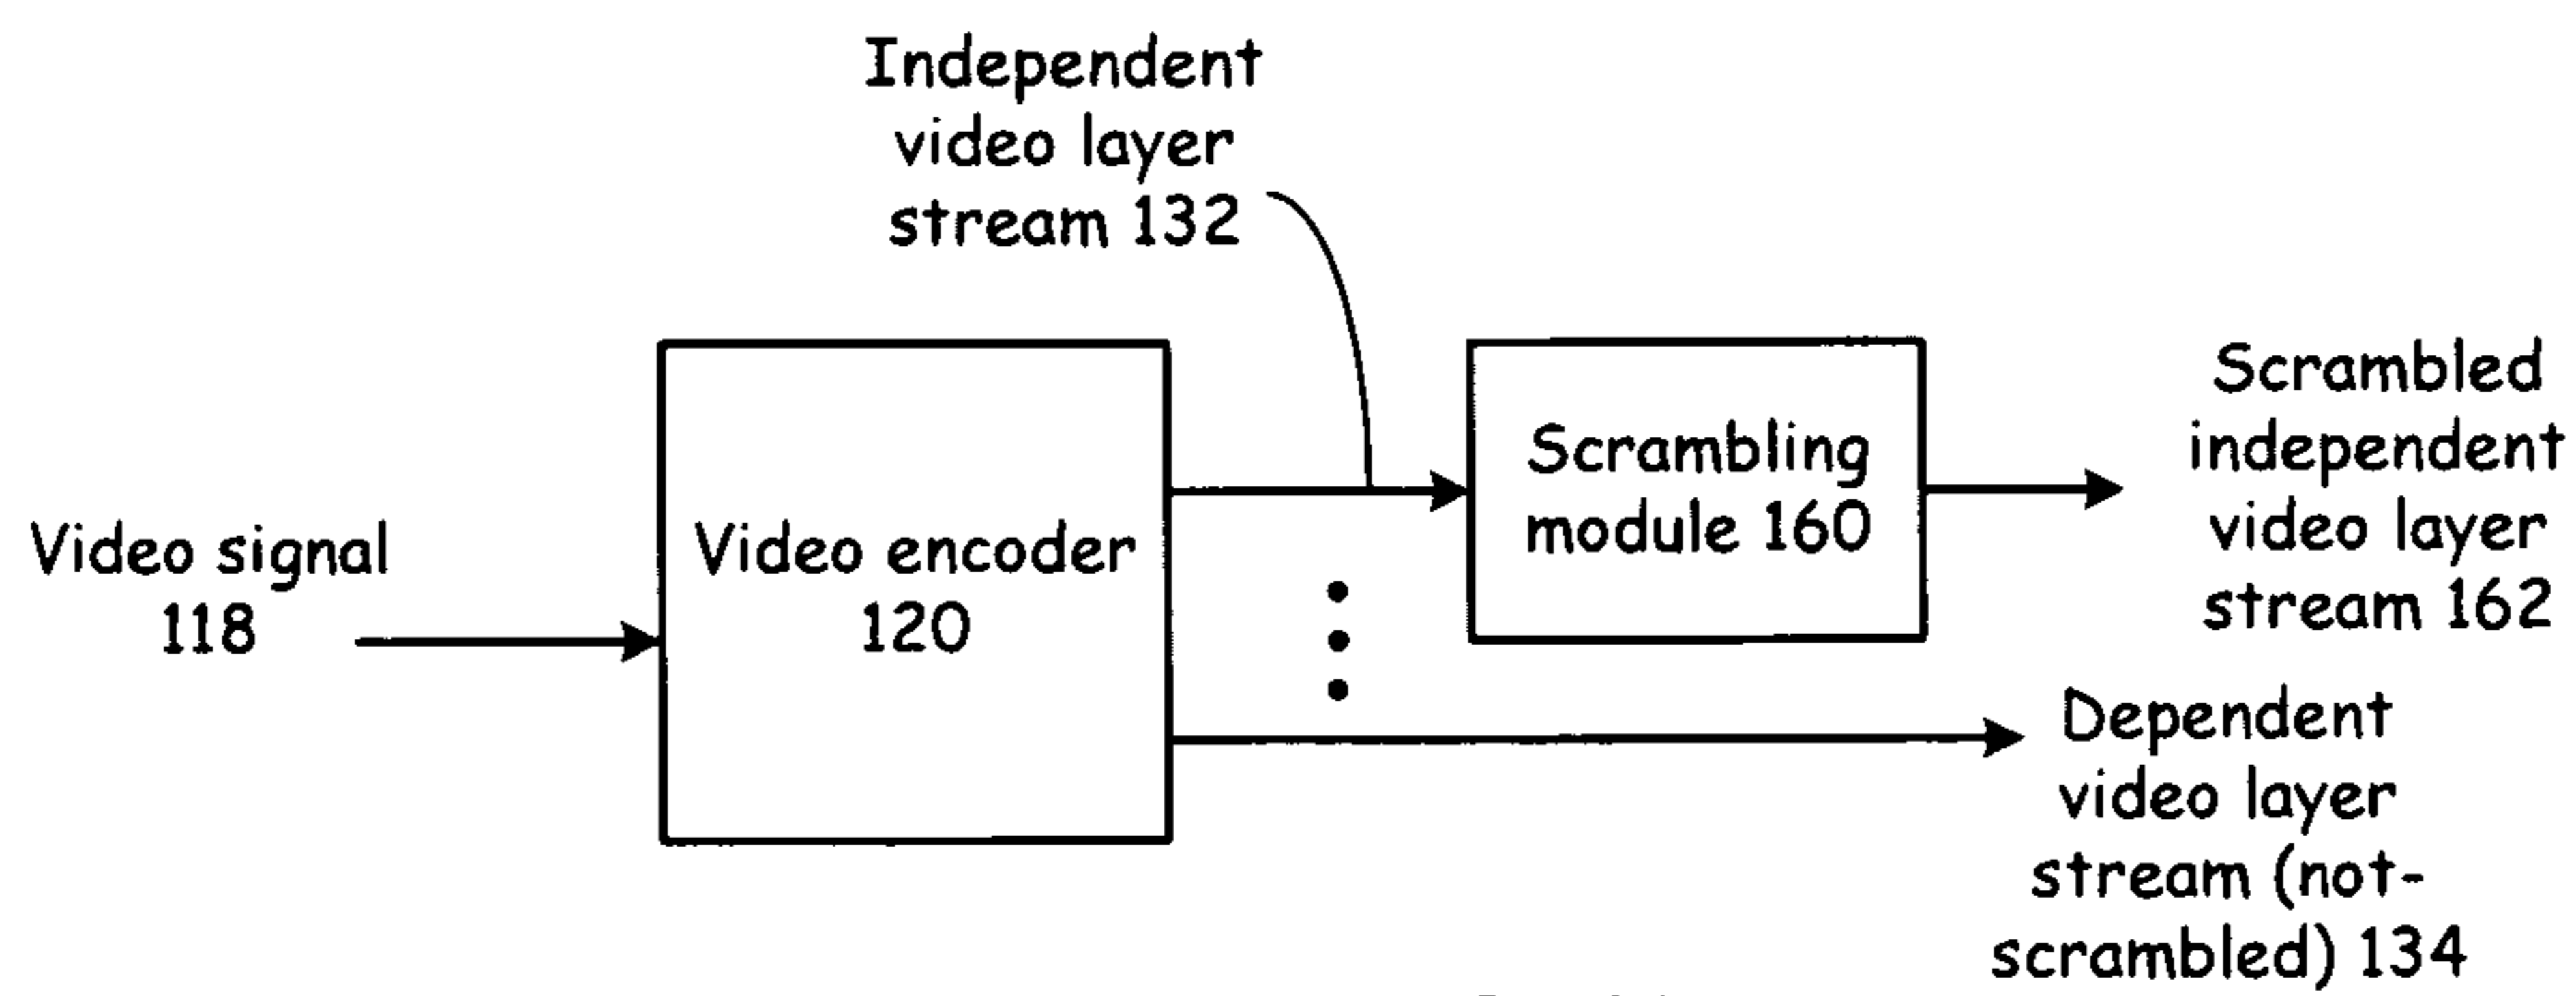 Independent
video layer
stream 132
Video signal
118
Video encoder
120
Scrambling
module 160
Scrambled
independent
video layer
stream 162
Dependent
video layer
stream (not-
scrambled) 134